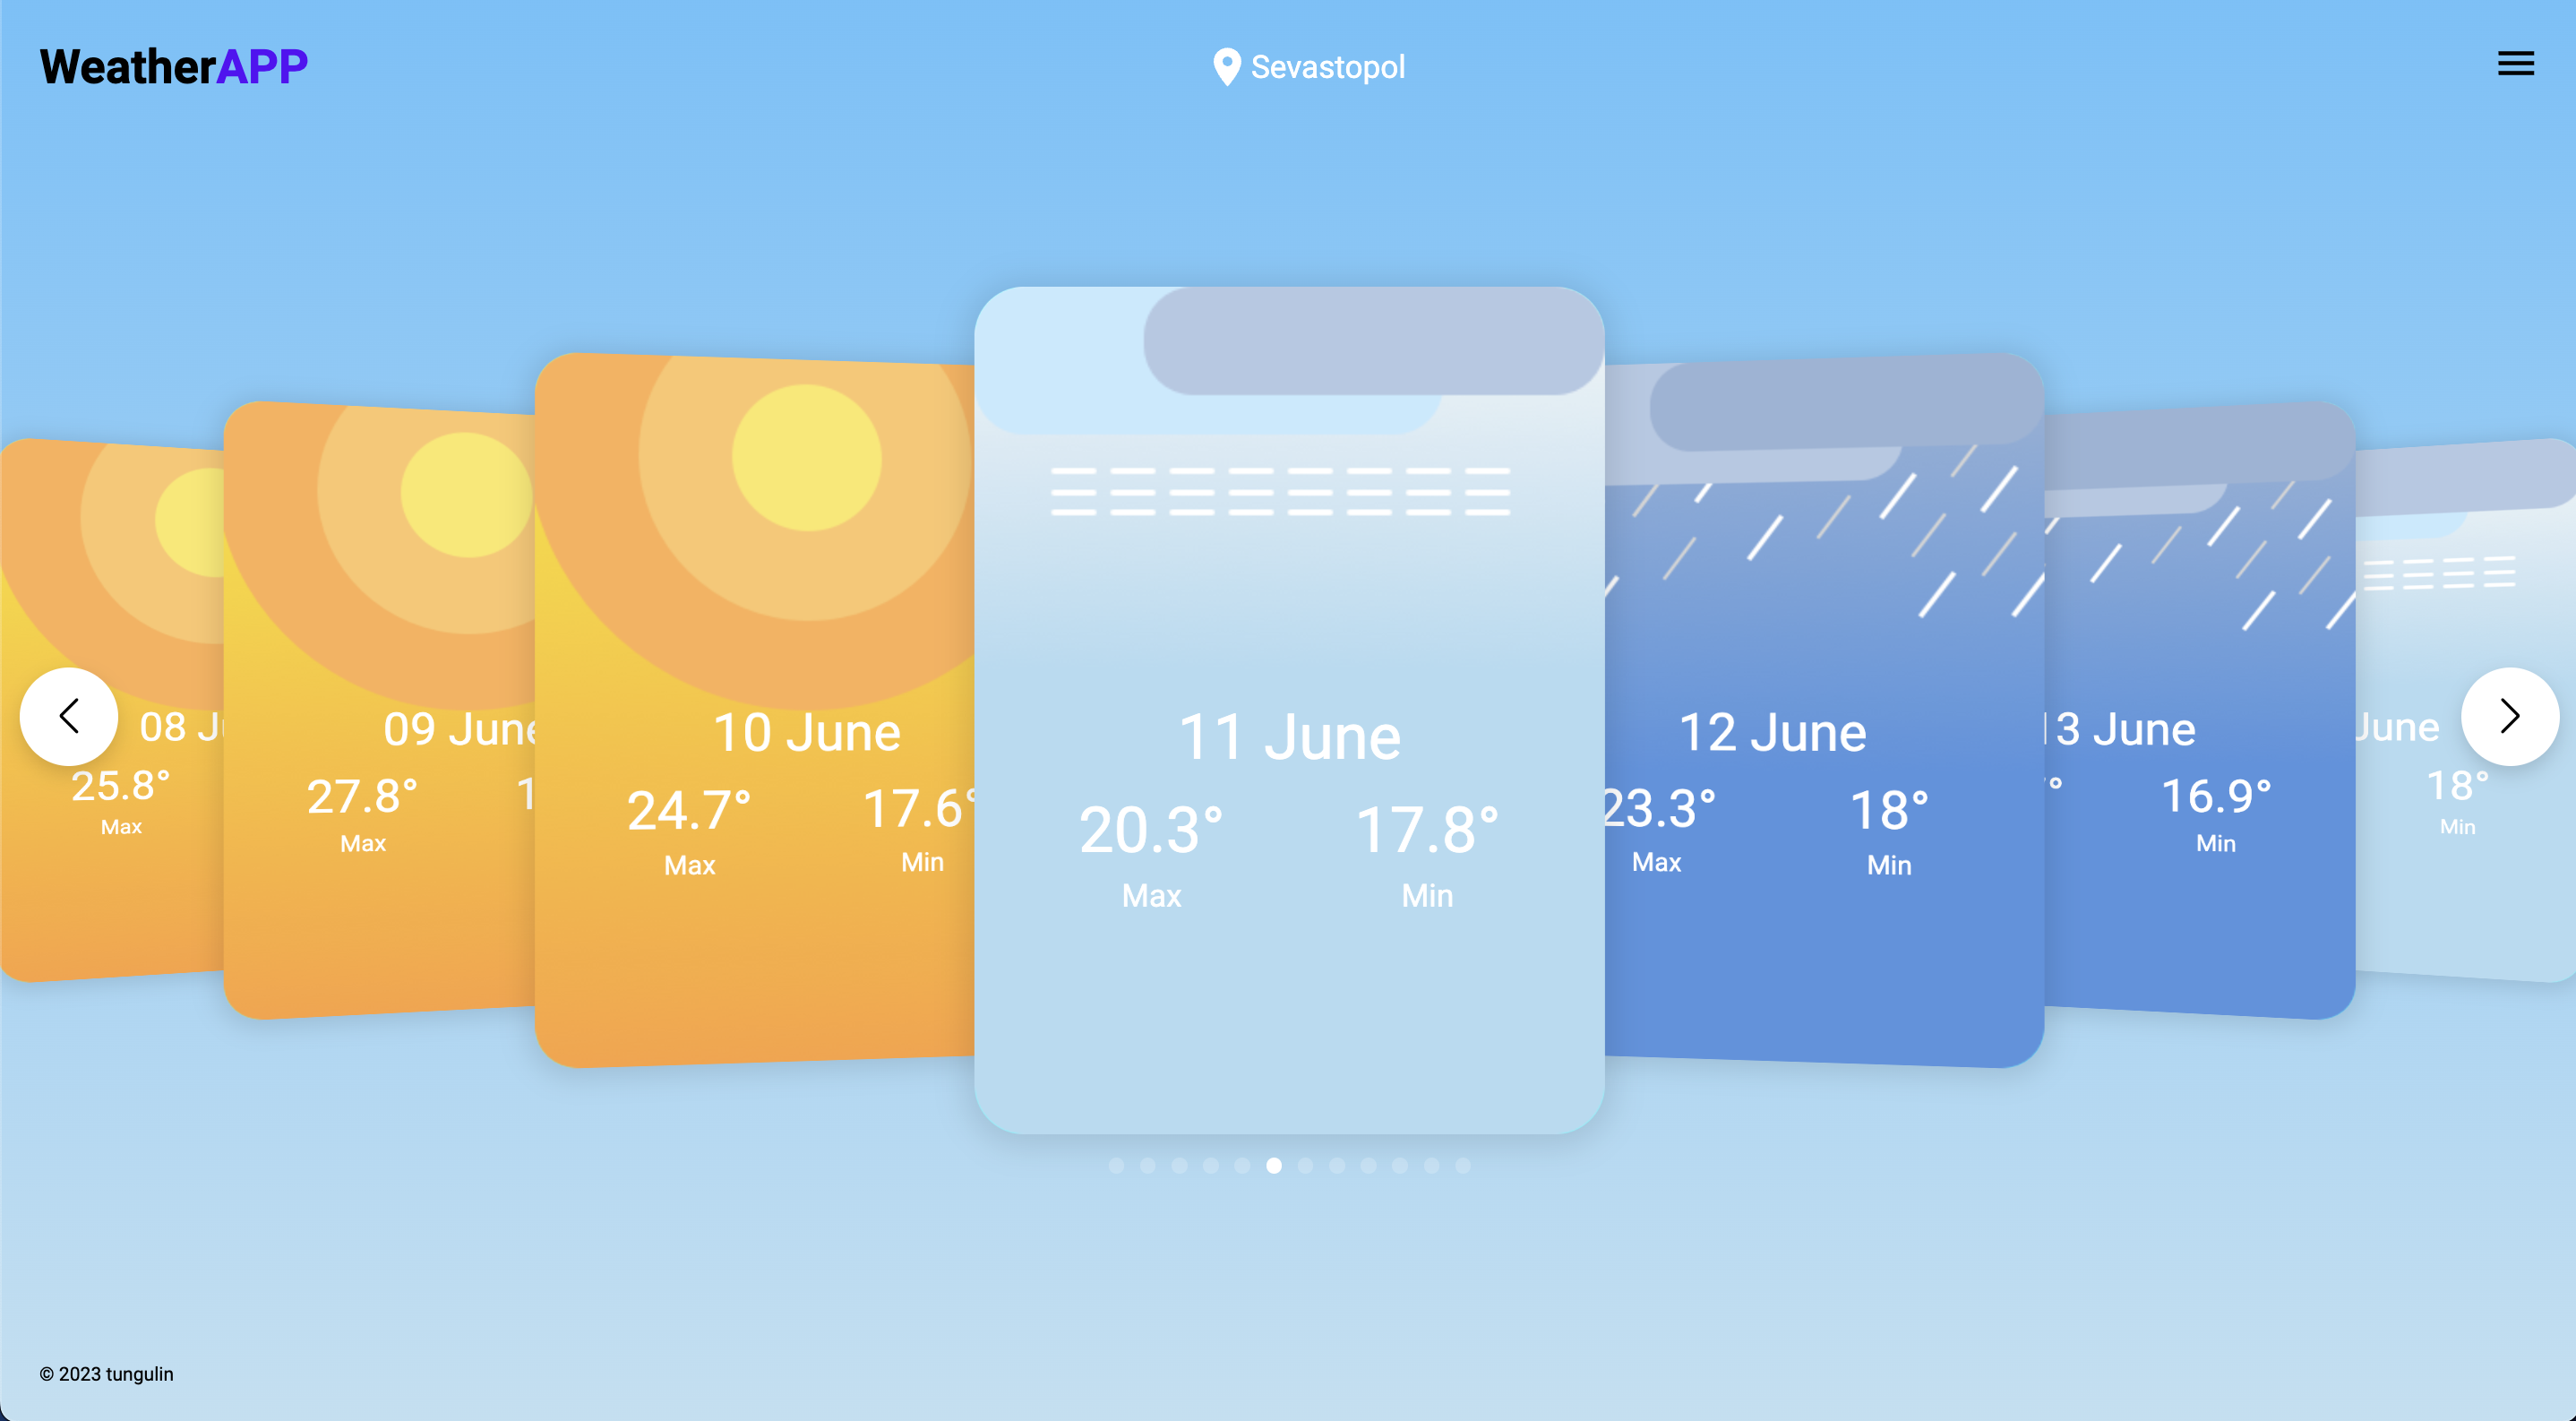 WeatherAPP
Sevastopol
08 J
25.8°
Max
09 June
27.8°
Max
10 June
24.7° 17.6°
Max Min
11 June
20.3° 17.8°
Max Min
12 June
23.3° 18°
Max Min
13 June
16.9°
Min
June
18°
Min
© 2023 tungulin